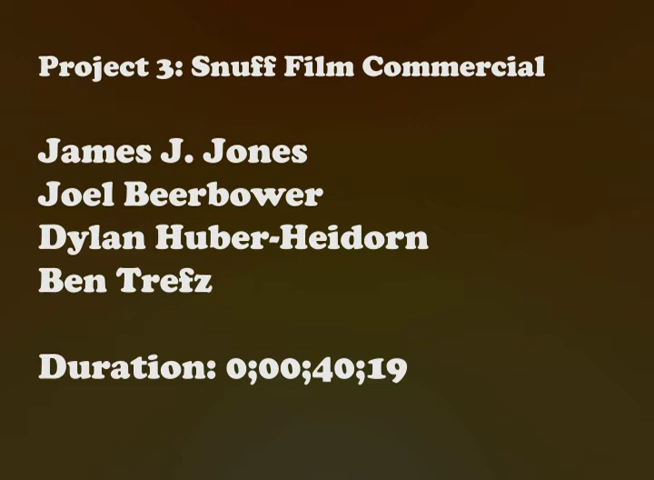 Project 3: Snuff Film Commercial
James J. Jones
Joel Beerbower
Dylan Huber-Heidorn
Ben Trefz
Duration: 0;00;40;19